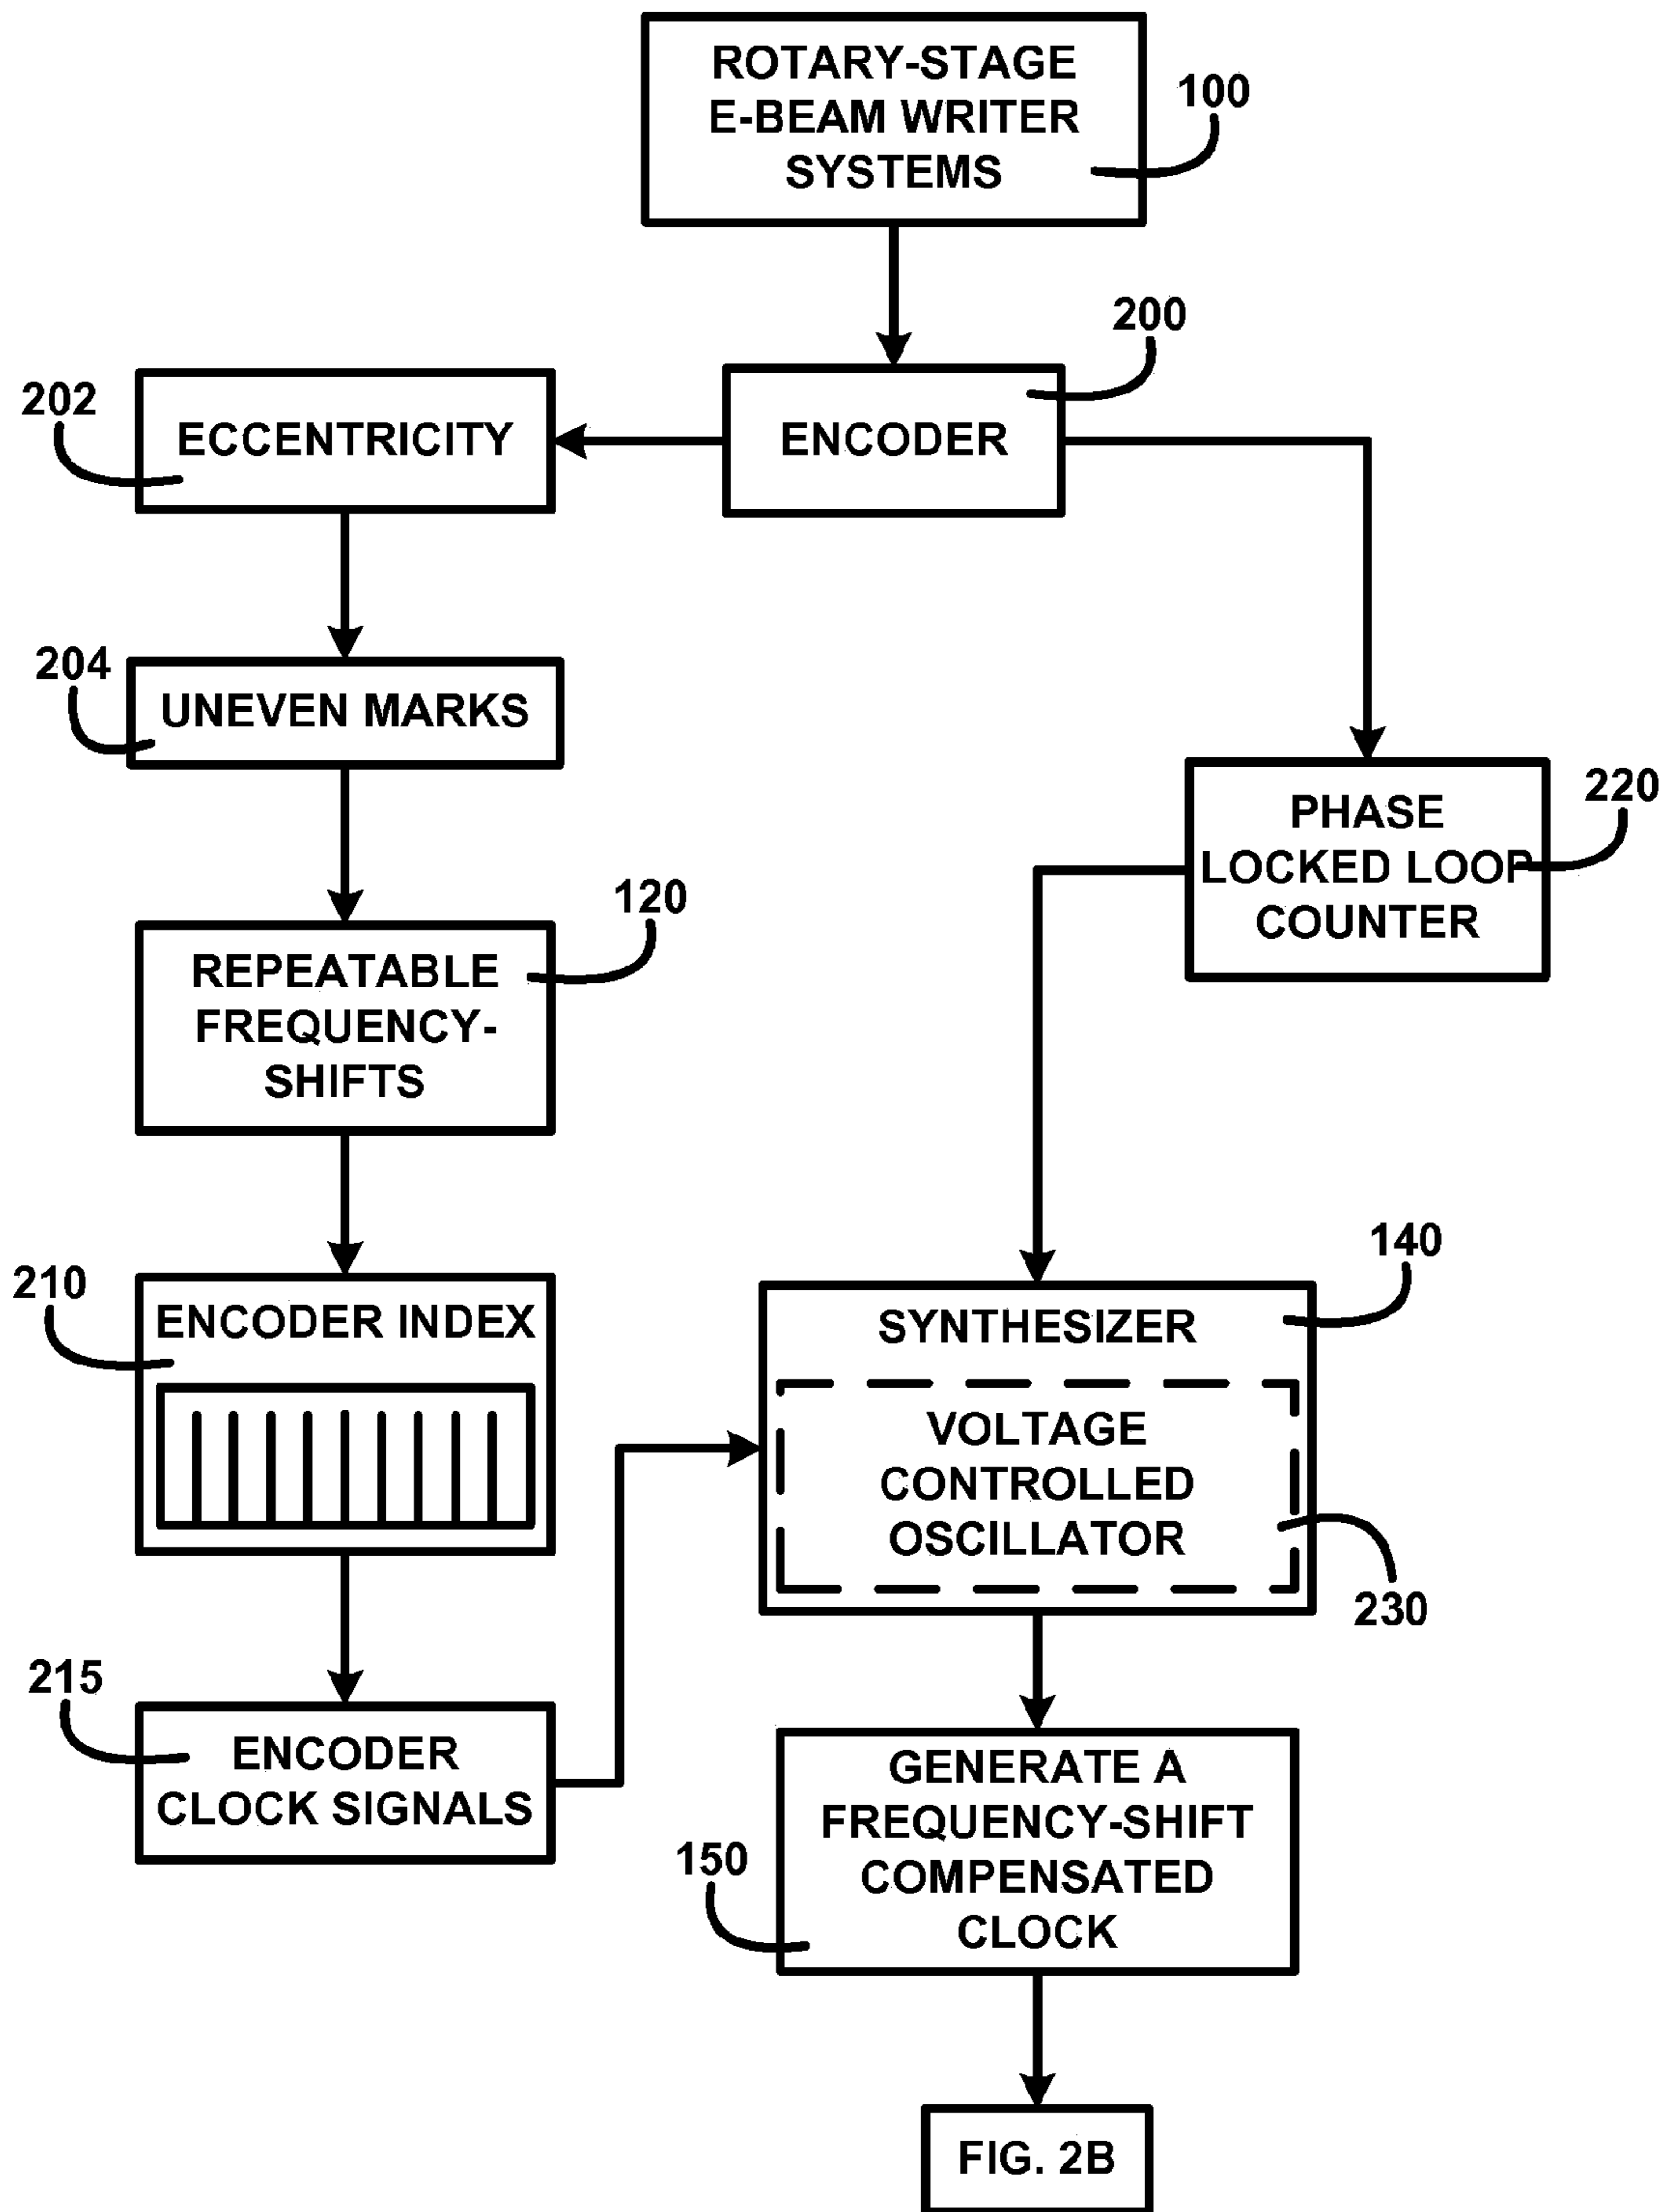 ROTARY-STAGE
E-BEAM WRITER
SYSTEMS
100
200
202
ECCENTRICITY
ENCODER
204
UNEVEN MARKS
220
PHASE
LOCKED LOOP
COUNTER
120
REPEATABLE
FREQUENCY-
SHIFTS
140
210
ENCODER INDEX
SYNTHESIZER
VOLTAGE
CONTROLLED
OSCILLATOR
230
215
ENCODER
CLOCK SIGNALS
GENERATE A
FREQUENCY-SHIFT
COMPENSATED
CLOCK
150
FIG. 2B